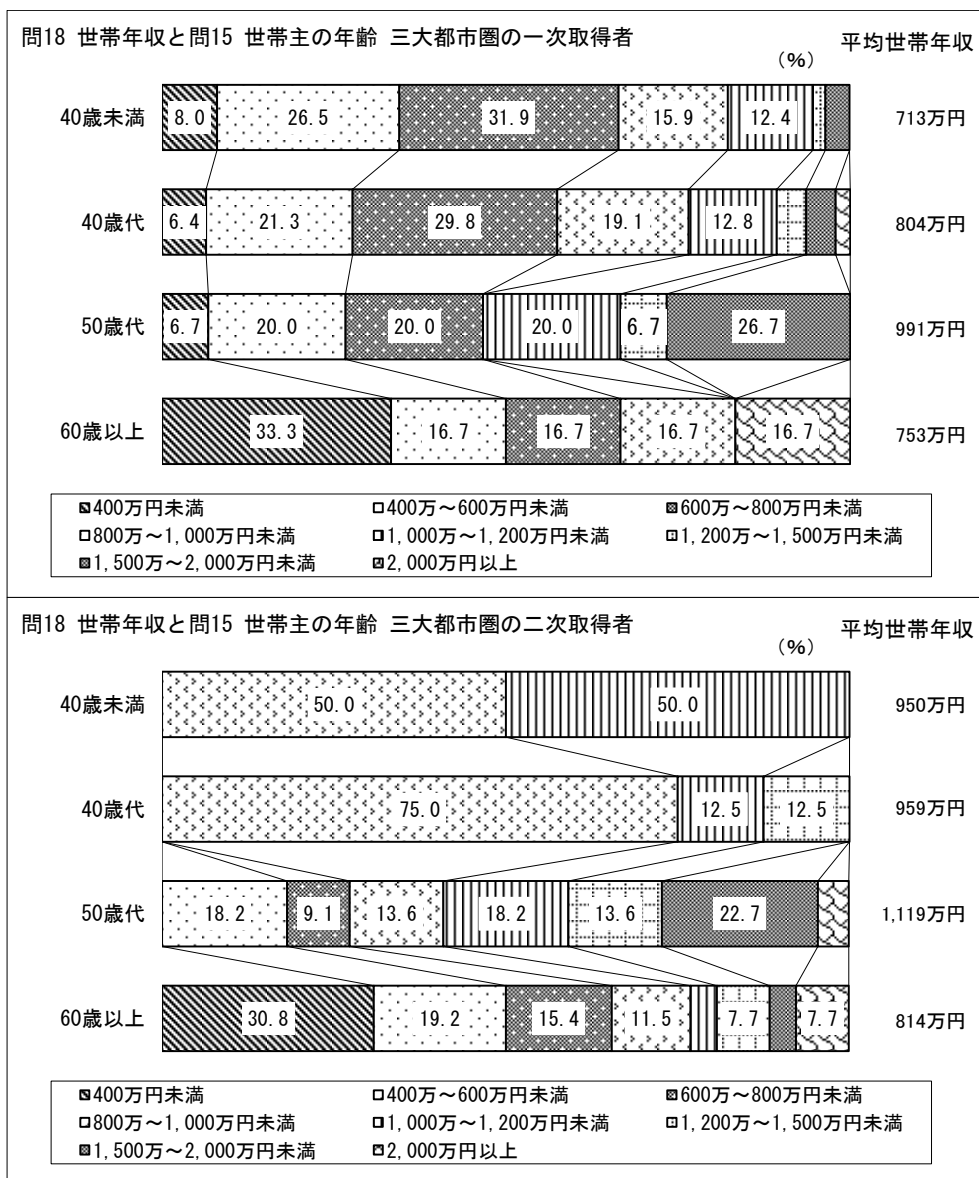 問18 世帯年収と問15 世帯主の年齢 三大都市圏の一次取得者
(%)
平均世帯年収
40歳未満 8.0 26.5 31.9 15.9 12.4 713万円
40歳代 6.4 21.3 29.8 19.1 12.8 804万円
50歳代 6.7 20.0 20.0 20.0 6.7 26.7 991万円
60歳以上 33.3 16.7 16.7 16.7 16.7 753万円
400万円未満 400万～600万円未満 600万～800万円未満
800万～1,000万円未満 1,000万～1,200万円未満 1,200万～1,500万円未満
1,500万～2,000万円未満 2,000万円以上
問18 世帯年収と問15 世帯主の年齢 三大都市圏の二次取得者
(%)
平均世帯年収
40歳未満 50.0 50.0 950万円
40歳代 75.0 12.5 12.5 959万円
50歳代 18.2 9.1 13.6 18.2 13.6 22.7 1,119万円
60歳以上 30.8 19.2 15.4 11.5 7.7 7.7 814万円
400万円未満 400万～600万円未満 600万～800万円未満
800万～1,000万円未満 1,000万～1,200万円未満 1,200万～1,500万円未満
1,500万～2,000万円未満 2,000万円以上